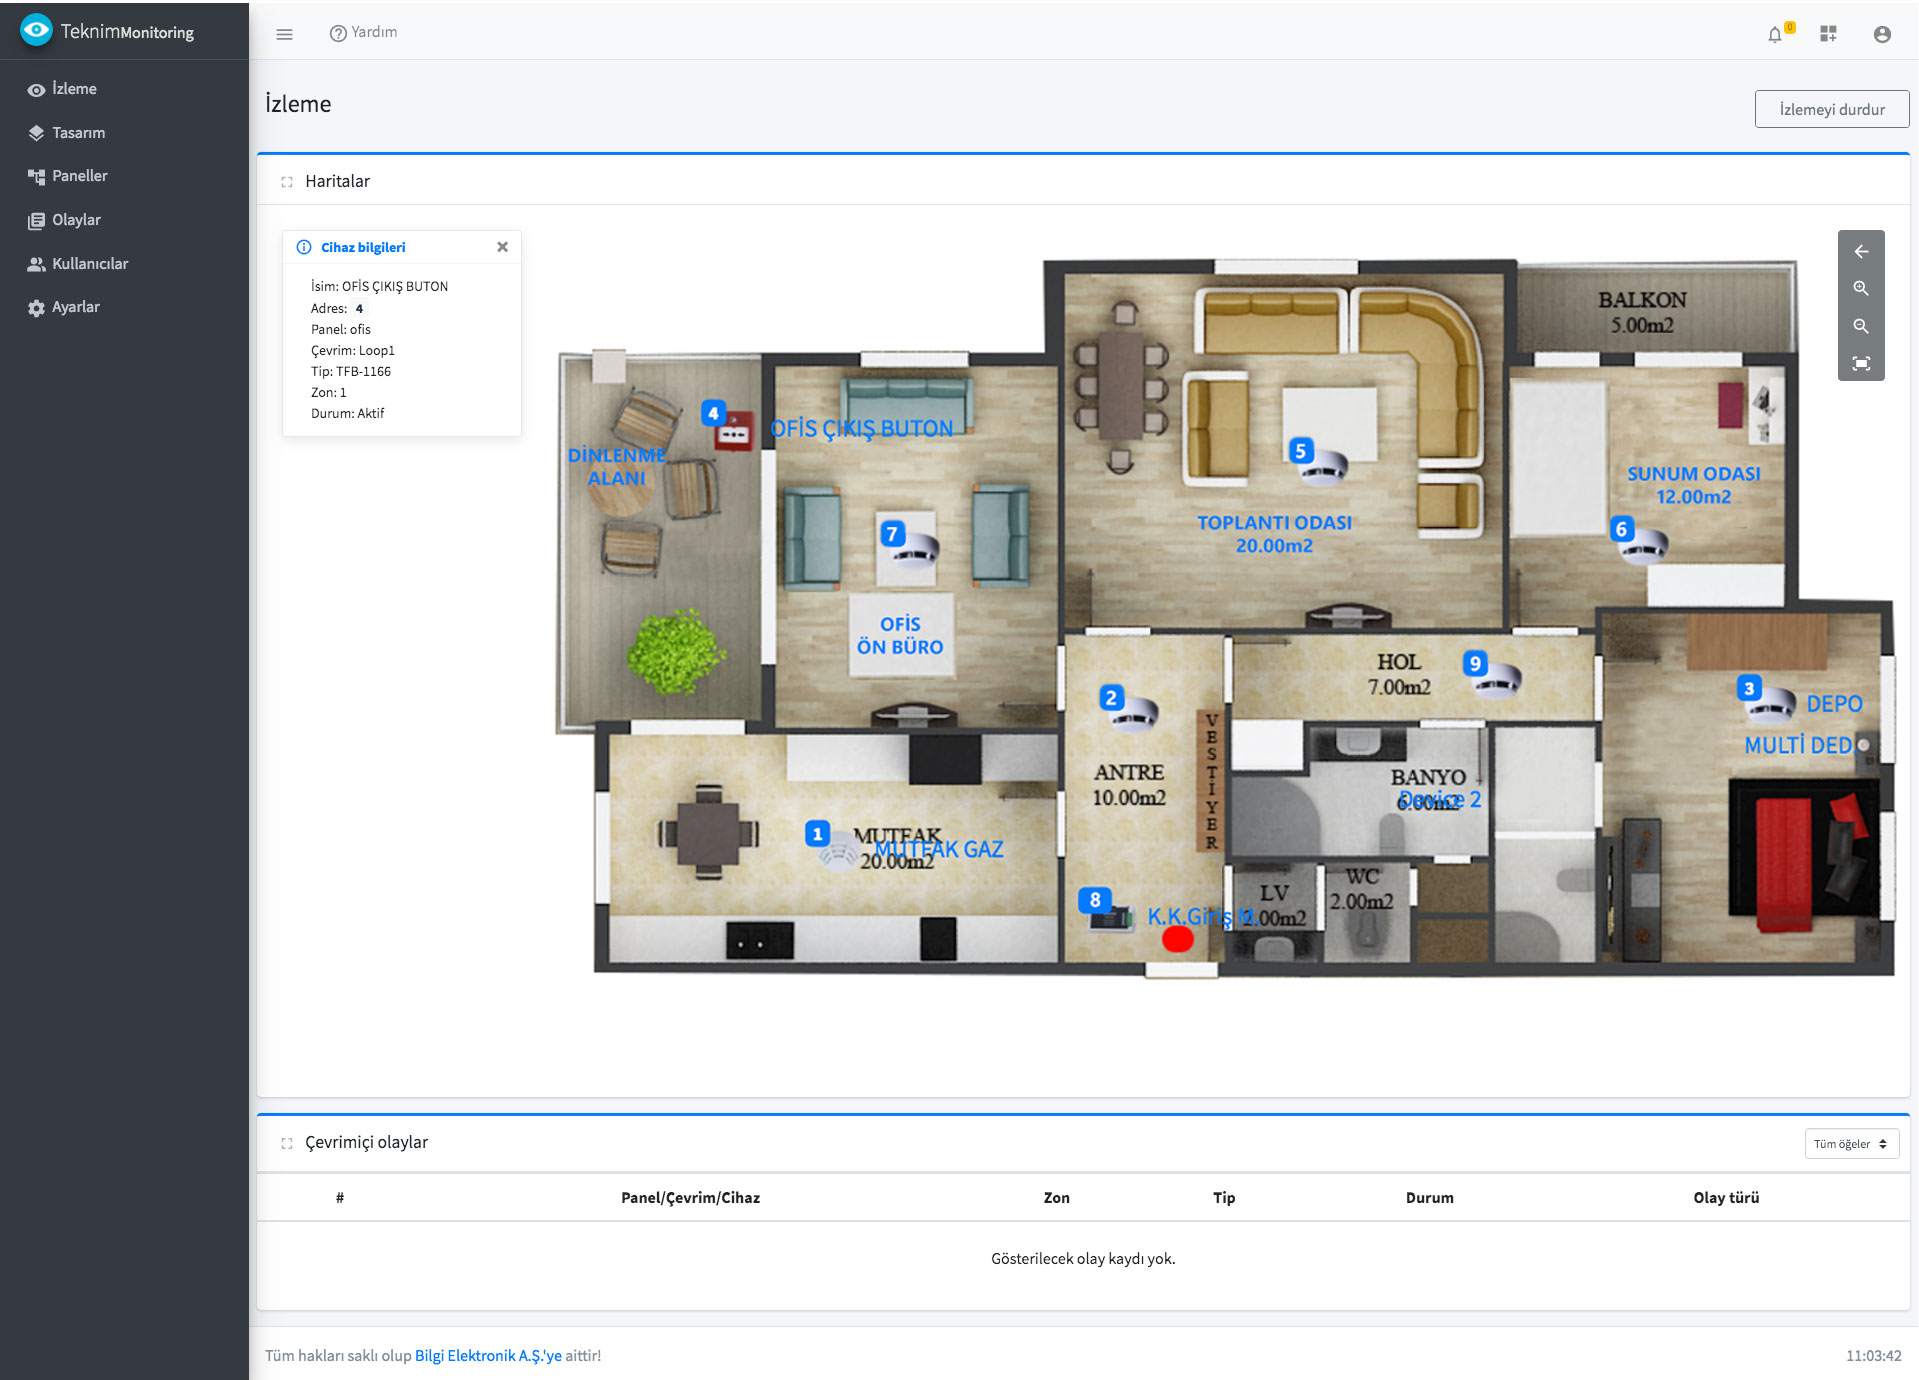 TeknimMonitoring
Yardım
0
İzleme
Tasarım
Paneller
Olaylar
Kullanıcılar
Ayarlar
İzleme
İzlemeyi durdur
Haritalar
Cihaz bilgileri
İsim: OFİS ÇIKIŞ BUTON
Adres: 4
Panel: ofis
Çevrim: Loop1
Tip: TFB-1166
Zon: 1
Durum: Aktif
BALKON
5.00m2
4
OFİS ÇIKIŞ BUTON
DİNLENME
ALANI
5
SUNUM ODASI
12.00m2
TOPLANTI ODASI
20.00m2
6
7
OFİS
ÖN BÜRO
HOL
7.00m2
9
2
3
DEPO
MULTİ DED
VESTİYER
ANTRE
10.00m2
BANYO
6.00m2
Device 2
1
MUTFAK
20.00m2
MUTFAK GAZ
8
K.K.Giriş M.
LV
WC
2.00m2
Çevrimiçi olaylar
Tüm öğeler
# Panel/Çevrim/Cihaz Zon Tip Durum Olay türü
Gösterilecek olay kaydı yok.
Tüm hakları saklı olup Bilgi Elektronik A.Ş.'ye aittir!
11:03:42